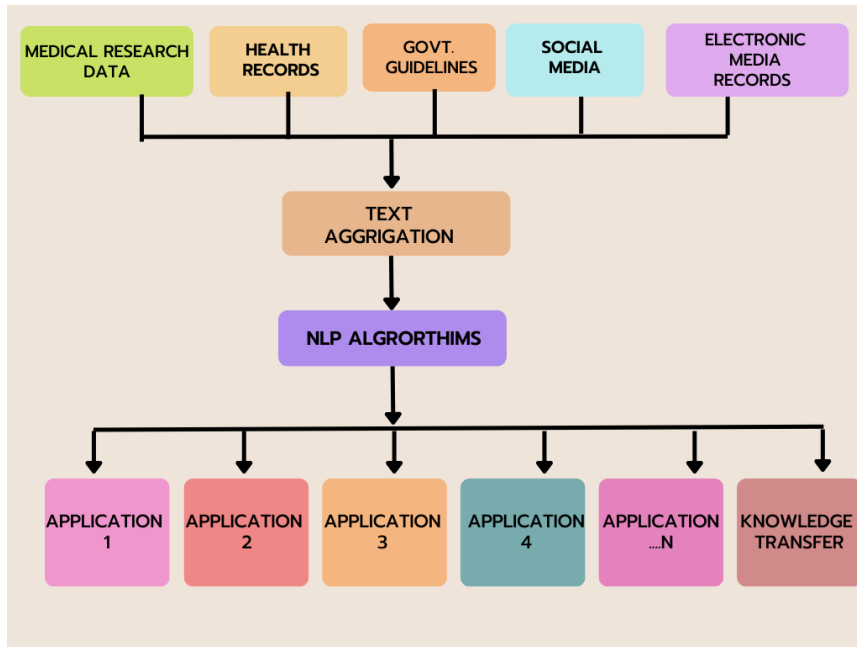 MEDICAL RESEARCH
DATA
HEALTH
RECORDS
GOVT.
GUIDELINES
SOCIAL
MEDIA
ELECTRONIC
MEDIA
RECORDS
TEXT
AGGRIGATION
NLP ALGRORTHIMS
APPLICATION
1
APPLICATION
2
APPLICATION
3
APPLICATION
4
APPLICATION
....N
KNOWLEDGE
TRANSFER